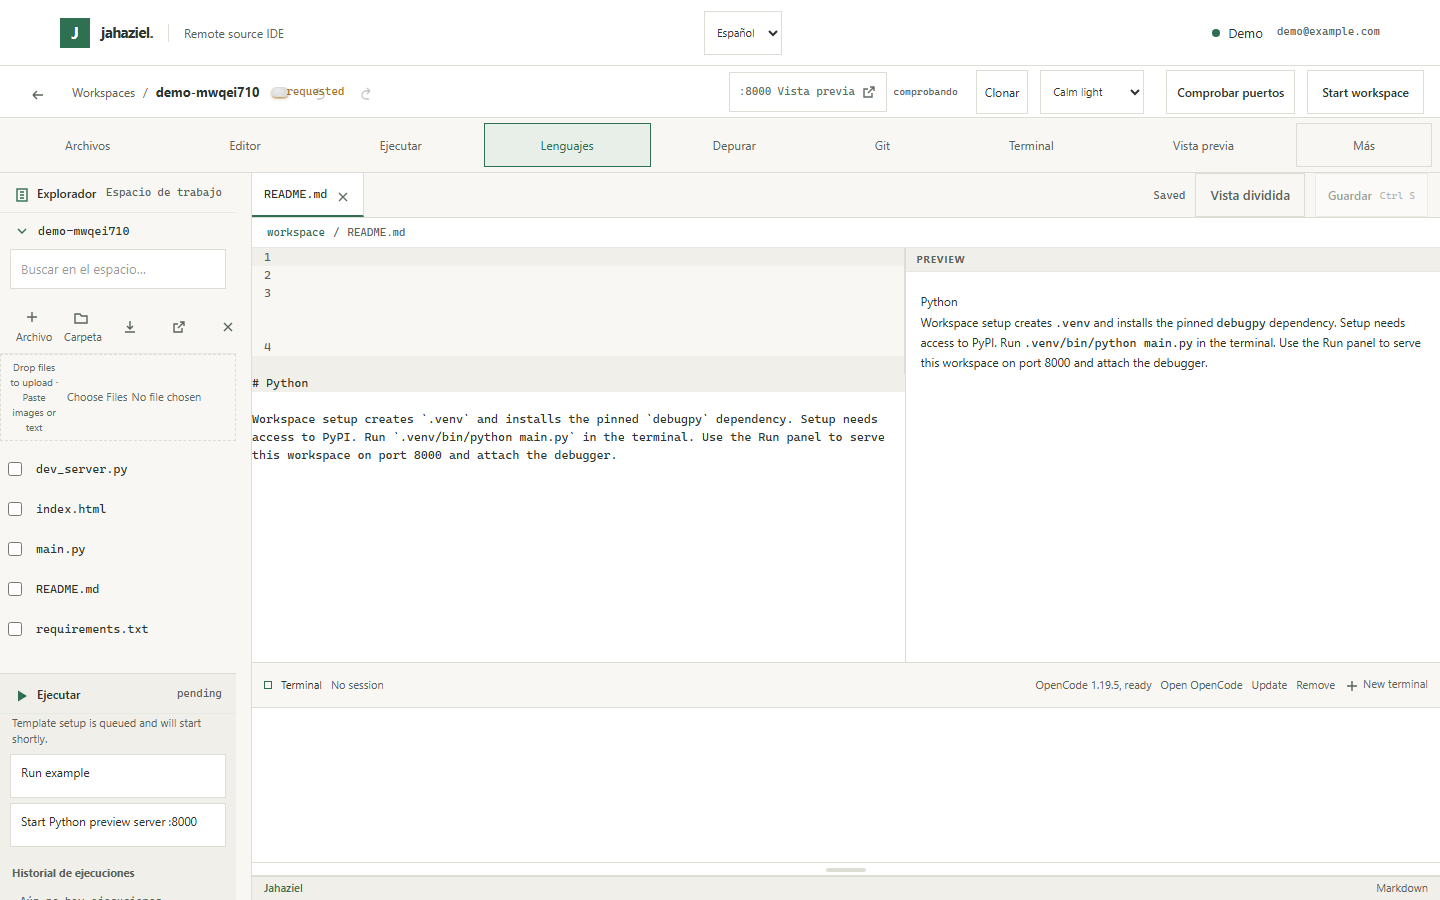 J jahaziel. Remote source IDE Español Demo demo@example.com
Workspaces / demo-mwqei710 requested :8000 Vista previa comprobando Clonar Calm light Comprobar puertos Start workspace
Archivos Editor Ejecutar Lenguajes Depurar Git Terminal Vista previa Más
Explorador Espacio de trabajo
README.md
Saved Vista dividida Guardar Ctrl S
demo-mwqei710
workspace / README.md
Buscar en el espacio...
Archivo
Carpeta
Drop files
to upload ·
Paste
images or
text
Choose Files No file chosen
dev_server.py
index.html
main.py
README.md
requirements.txt
1
2
3
4
# Python
Workspace setup creates `.venv` and installs the pinned `debugpy` dependency. Setup needs
access to PyPI. Run `.venv/bin/python main.py` in the terminal. Use the Run panel to serve
this workspace on port 8000 and attach the debugger.
PREVIEW
Python
Workspace setup creates .venv and installs the pinned debugpy dependency. Setup needs
access to PyPI. Run .venv/bin/python main.py in the terminal. Use the Run panel to serve
this workspace on port 8000 and attach the debugger.
Ejecutar pending
Template setup is queued and will start
shortly.
Run example
Start Python preview server :8000
Historial de ejecuciones
Aún no hay ejecuciones
Terminal No session OpenCode 1.19.5, ready Open OpenCode Update Remove New terminal
Jahaziel Markdown